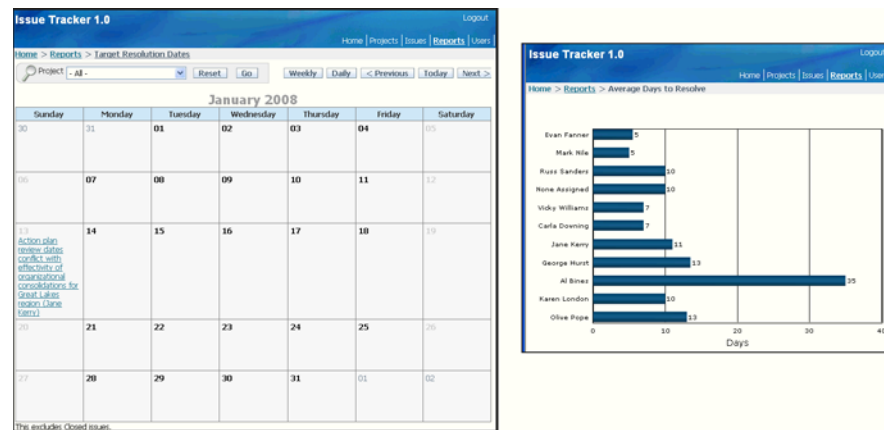 Issue Tracker 1.0
Logout
Home | Projects | Issues | Reports | Users
Home > Reports > Target Resolution Dates
Project - All - Reset Go Weekly Daily < Previous Today Next >
January 2008
Sunday Monday Tuesday Wednesday Thursday Friday Saturday
30 31 01 02 03 04 05
06 07 08 09 10 11 12
13 14 15 16 17 18 19
Action plan
review dates
conflict with
effectivity of
organizational
consolidations for
Great Lakes
region (Jane
Kerry)
20 21 22 23 24 25 26
27 28 29 30 31 01 02
This excludes Closed issues.
Issue Tracker 1.0
Logout
Home | Projects | Issues | Reports | User
Home > Reports > Average Days to Resolve
Evan Fanner 5
Mark Nile 5
Russ Sanders 10
None Assigned 10
Vicky Williams 7
Carla Downing 7
Jane Kerry 11
George Hurst 13
Al Bines 35
Karen London 10
Olive Pope 13
0 10 20 30 40
Days